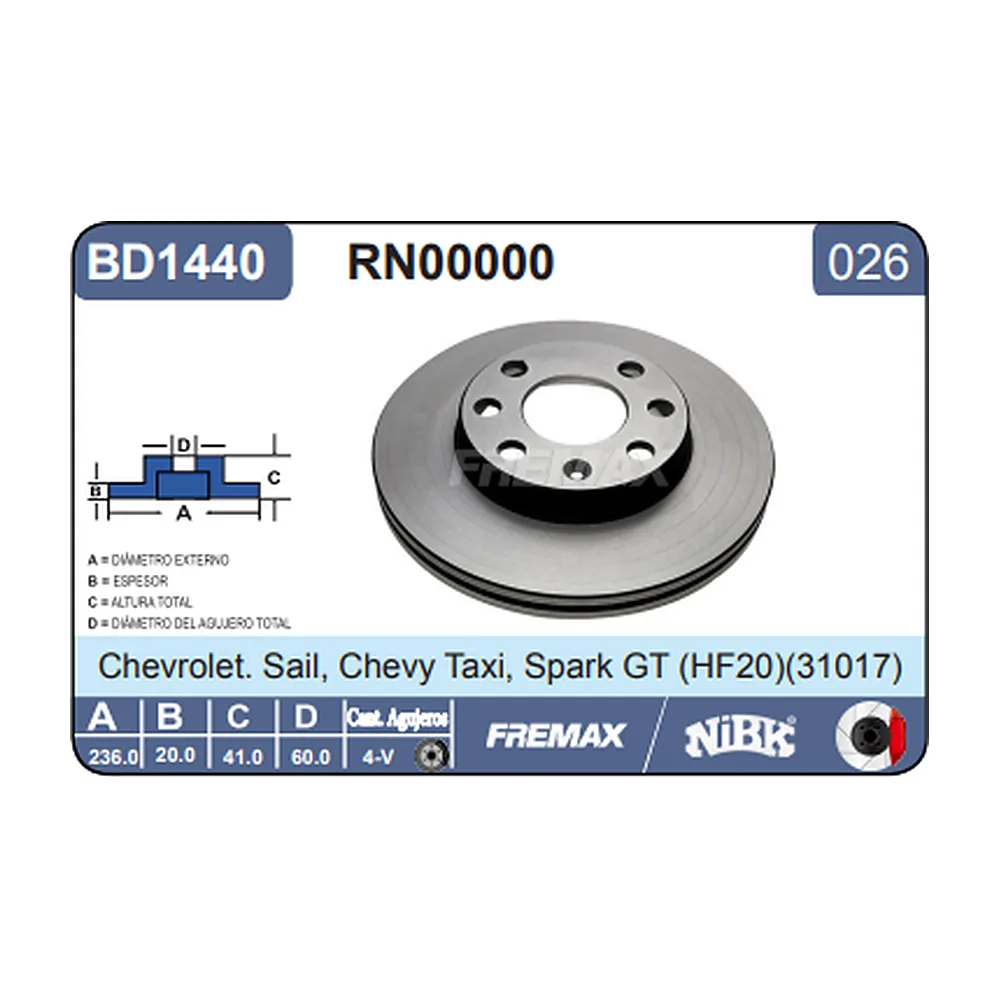 BD1440 RN00000 026
FREMAX
D
B C
A
A = DIÁMETRO EXTERNO
B = ESPESOR
C = ALTURA TOTAL
D = DIÁMETRO DEL AGUJERO TOTAL
Chevrolet. Sail, Chevy Taxi, Spark GT (HF20)(31017)
A B C D Cant. Agujeros
236.0 20.0 41.0 60.0 4-V
FREMAX NiBK®